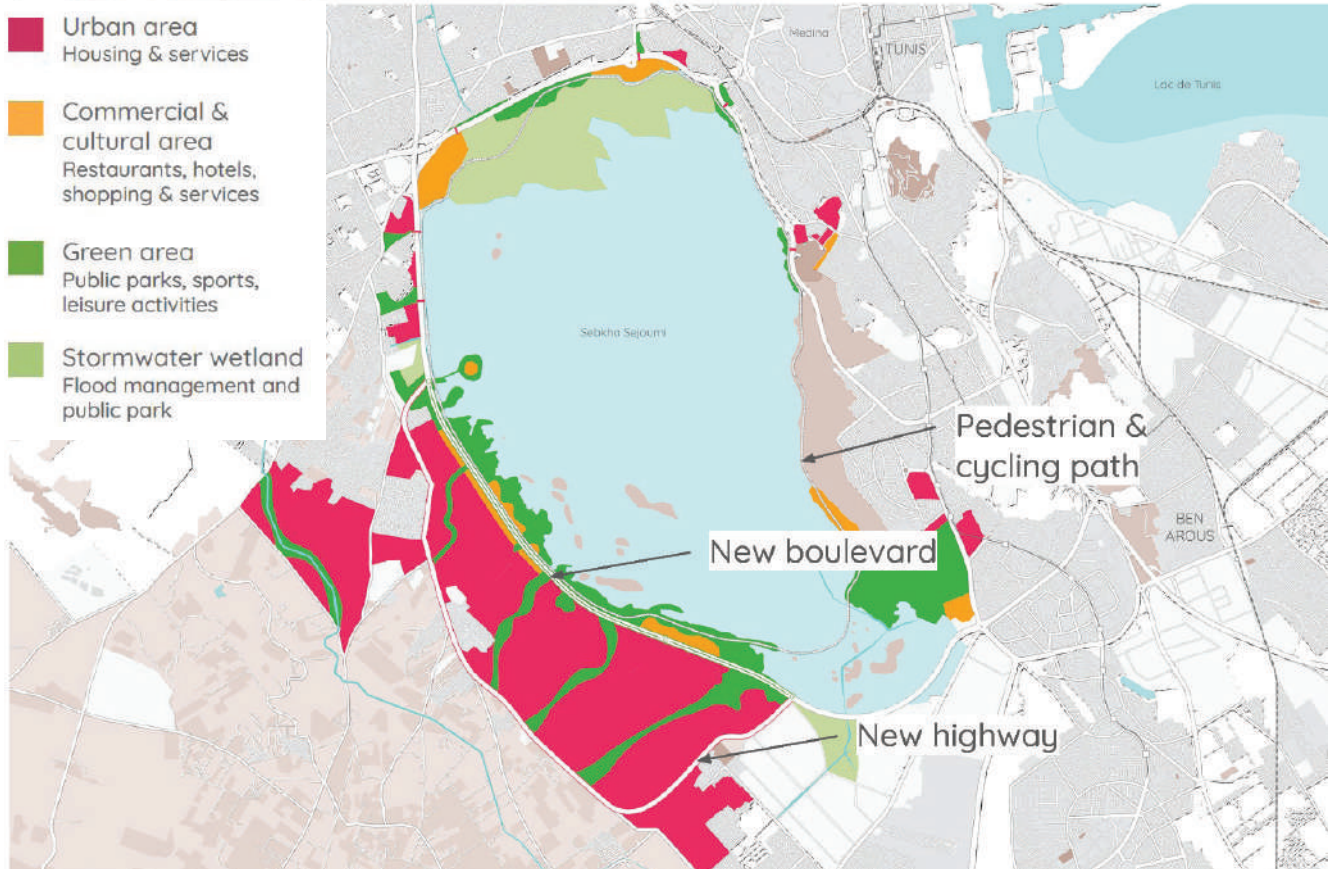 Urban area
Housing & services
Commercial &
cultural area
Restaurants, hotels,
shopping & services
Green area
Public parks, sports,
leisure activities
Stormwater wetland
Flood management and
public park
Medina
TUNIS
Lac de Tunis
Sebkha Sejoumi
Pedestrian &
cycling path
New boulevard
BEN
AROUS
New highway